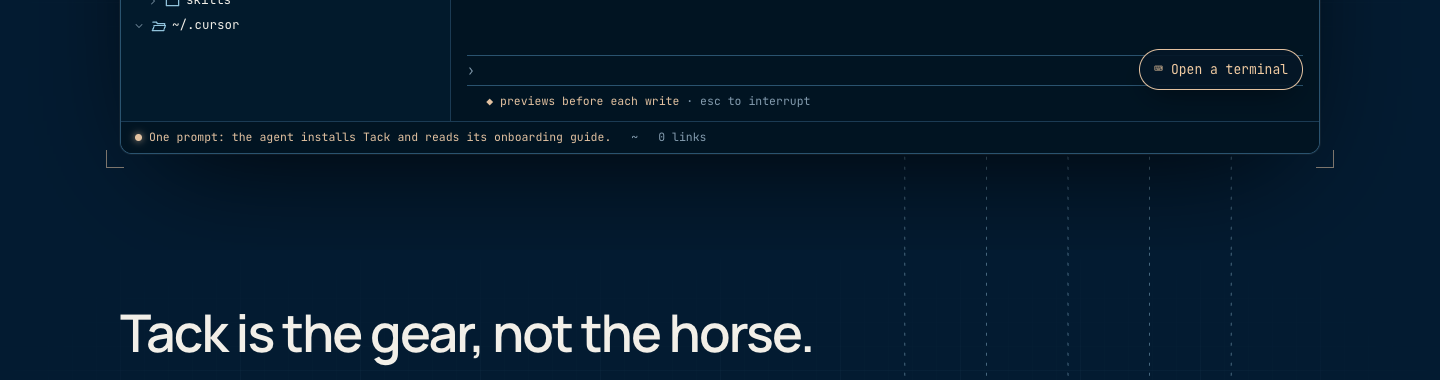 skills
~/.cursor
›
Open a terminal
◆ previews before each write · esc to interrupt
One prompt: the agent installs Tack and reads its onboarding guide. ~ 0 links
Tack is the gear, not the horse.